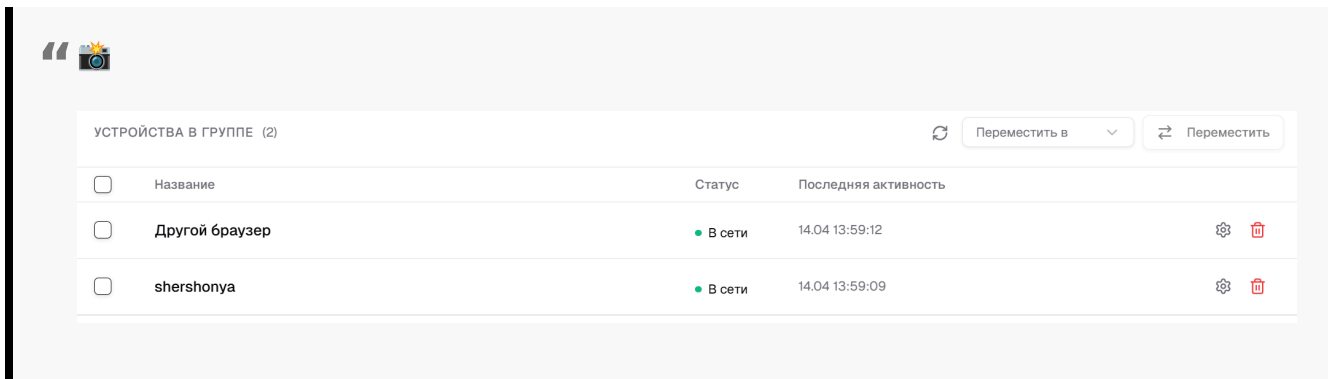 “ 📸
УСТРОЙСТВА В ГРУППЕ (2) Переместить в Переместить
Название Статус Последняя активность
Другой браузер В сети 14.04 13:59:12
shershonya В сети 14.04 13:59:09